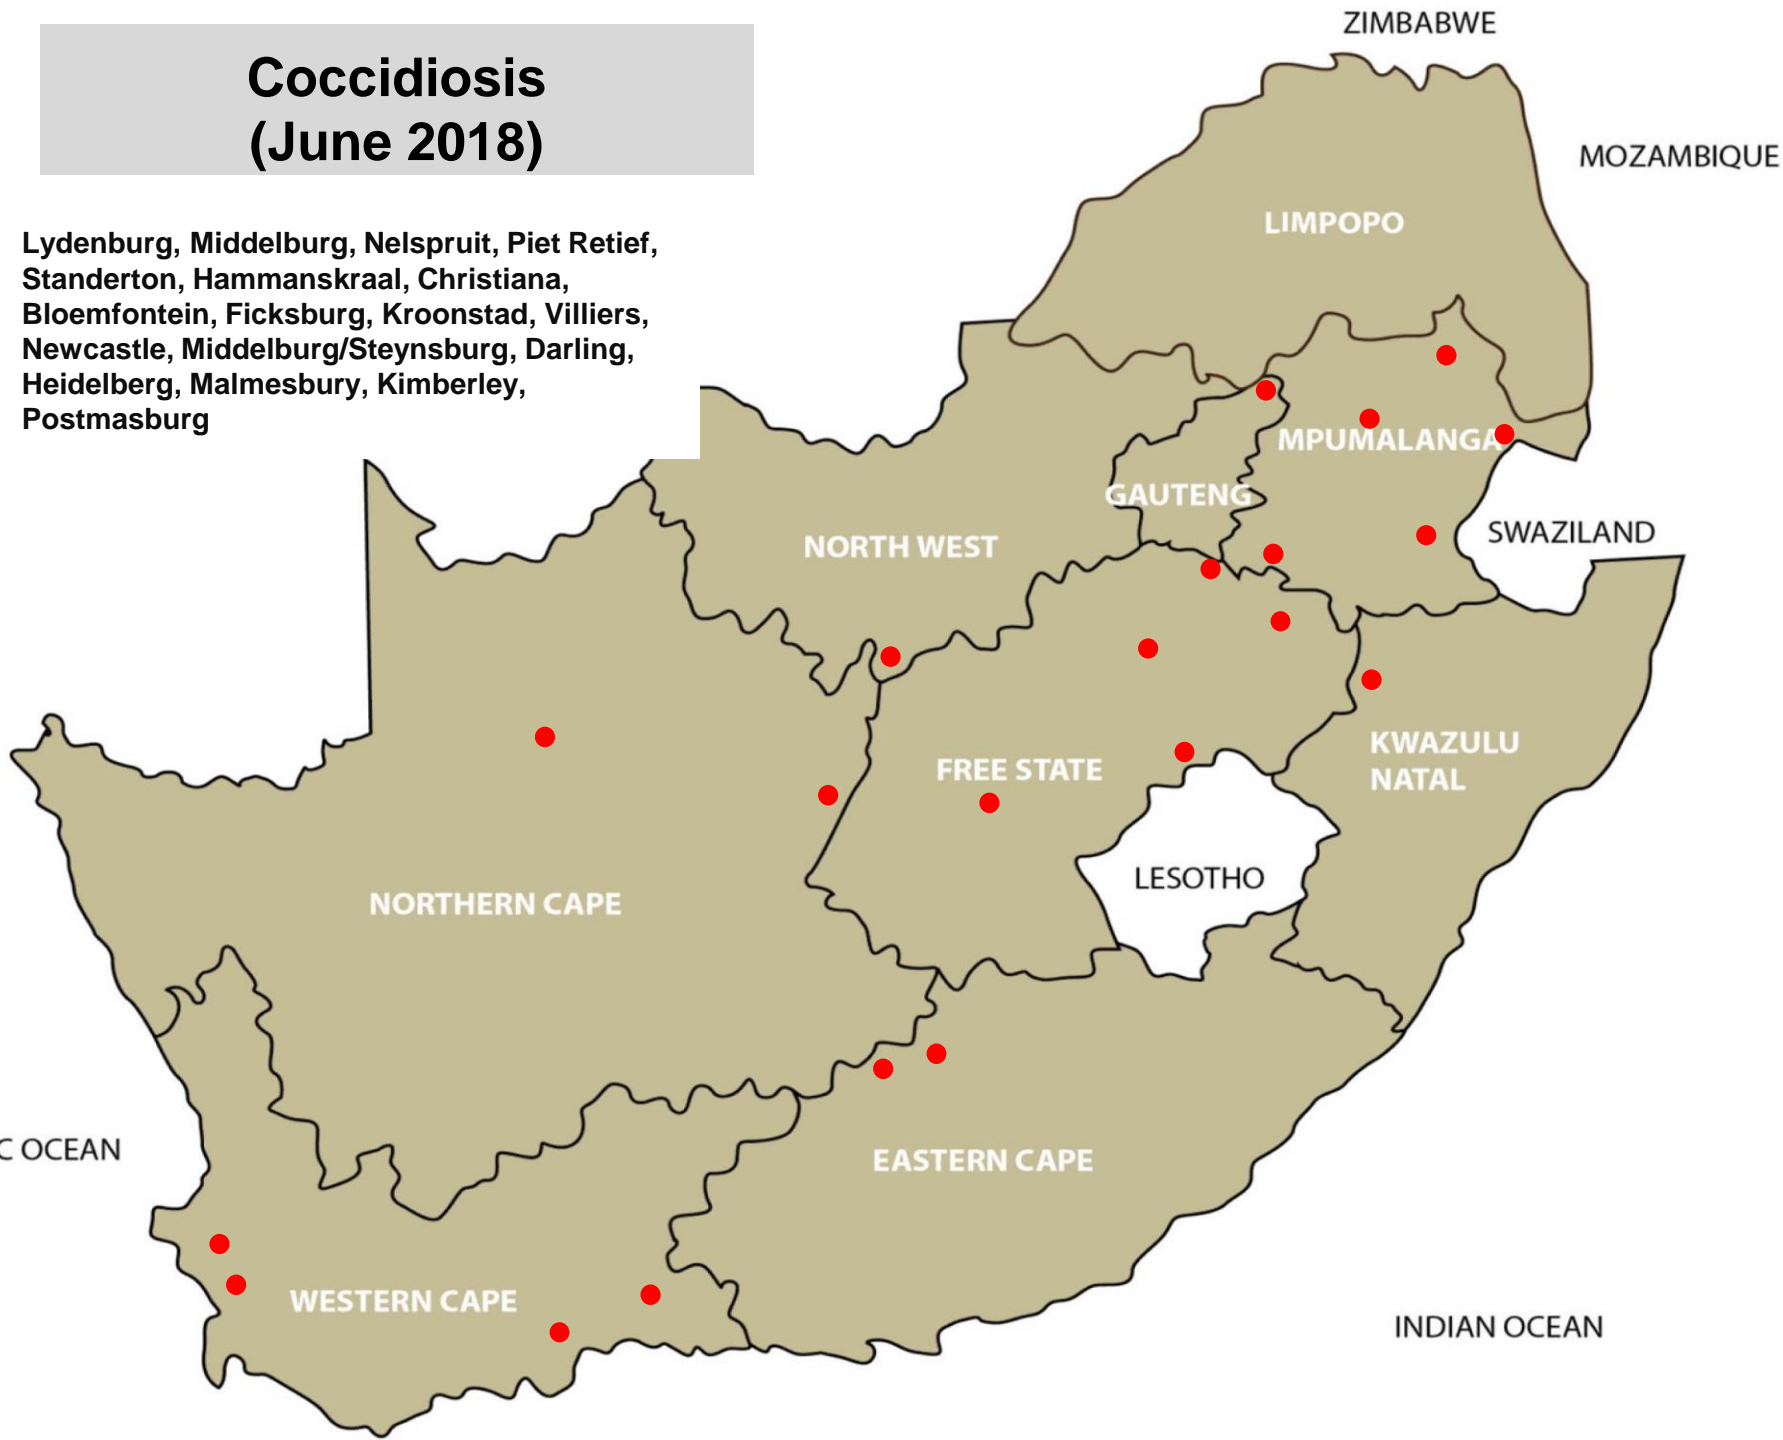 Coccidiosis
(June 2018)
Lydenburg, Middelburg, Nelspruit, Piet Retief,
Standerton, Hammanskraal, Christiana,
Bloemfontein, Ficksburg, Kroonstad, Villiers,
Newcastle, Middelburg/Steynsburg, Darling,
Heidelberg, Malmesbury, Kimberley,
Postmasburg
ZIMBABWE
MOZAMBIQUE
LIMPOPO
MPUMALANGA
GAUTENG
SWAZILAND
NORTH WEST
KWAZULU
NATAL
FREE STATE
LESOTHO
NORTHERN CAPE
C OCEAN
EASTERN CAPE
WESTERN CAPE
INDIAN OCEAN